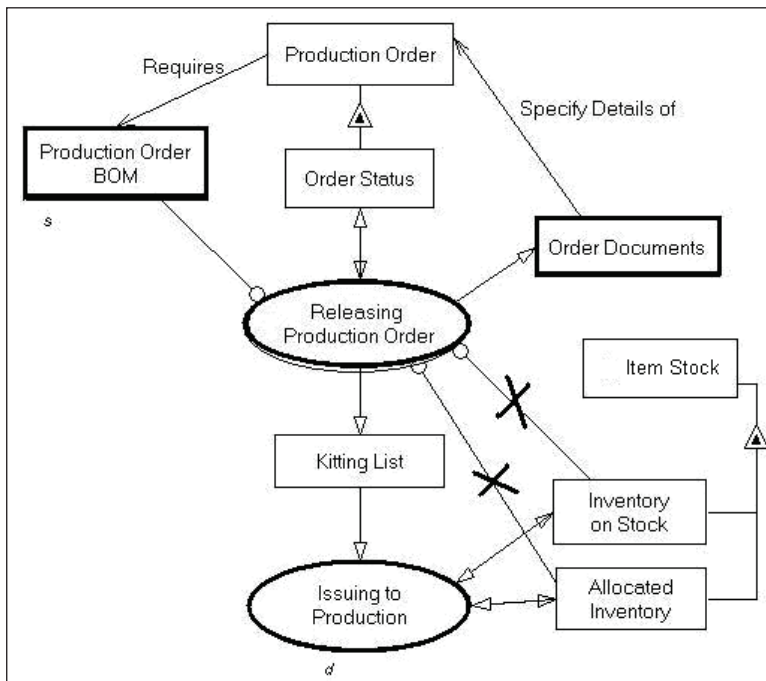 Production Order
Requires
Specify Details of
Production Order
BOM
Order Status
s
Order Documents
Releasing
Production Order
Item Stock
Kitting List
Inventory
on Stock
Issuing to
Production
Allocated
Inventory
d